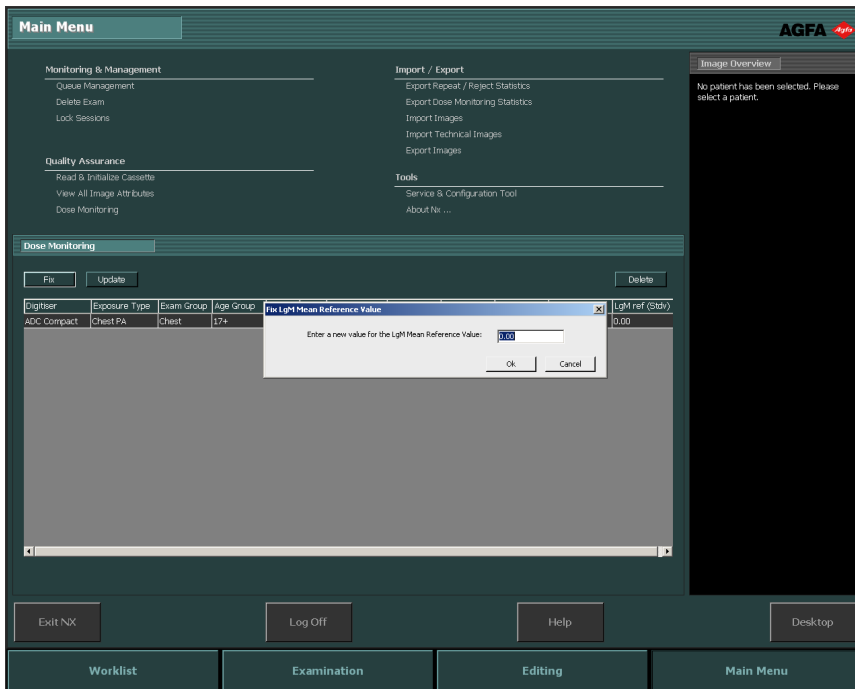 Main Menu
AGFA
Agfa
Monitoring & Management
Queue Management
Delete Exam
Lock Sessions
Quality Assurance
Read & Initialize Cassette
View All Image Attributes
Dose Monitoring
Import / Export
Export Repeat / Reject Statistics
Export Dose Monitoring Statistics
Import Images
Import Technical Images
Export Images
Tools
Service & Configuration Tool
About Nx ...
Image Overview
No patient has been selected. Please
select a patient.
Dose Monitoring
Fix Update Delete
Digitiser Exposure Type Exam Group Age Group LgM ref (Stdv)
ADC Compact Chest PA Chest 17+ 0.00
Fix LgM Mean Reference Value
Enter a new value for the LgM Mean Reference Value: 0.00
Ok Cancel
Exit NX Log Off Help Desktop
Worklist Examination Editing Main Menu